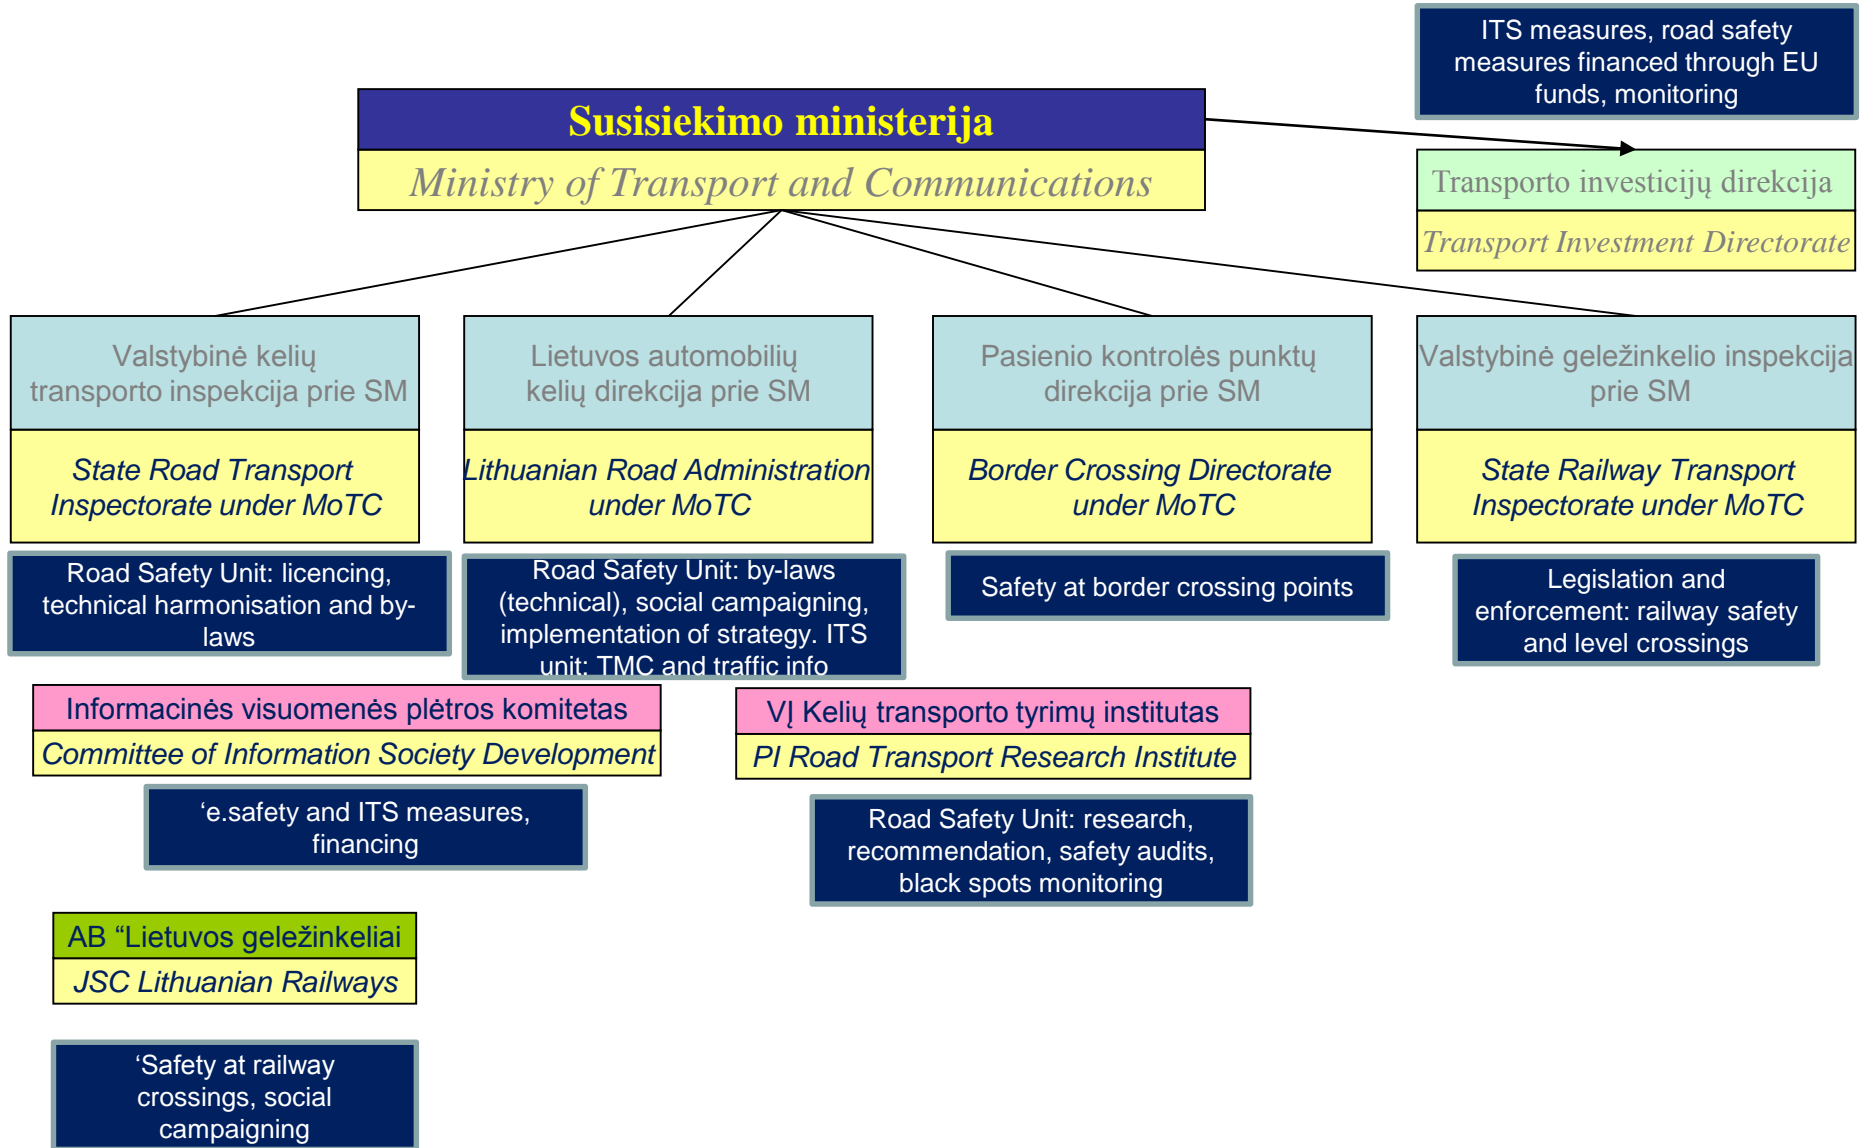 ITS measures, road safety
measures financed through EU
funds, monitoring
Susisiekimo ministerija
Ministry of Transport and Communications
Transporto investicijų direkcija
Transport Investment Directorate
Valstybinė kelių
transporto inspekcija prie SM
State Road Transport
Inspectorate under MoTC
Lietuvos automobilių
kelių direkcija prie SM
Lithuanian Road Administration
under MoTC
Pasienio kontrolės punktų
direkcija prie SM
Border Crossing Directorate
under MoTC
Valstybinė geležinkelio inspekcija
prie SM
State Railway Transport
Inspectorate under MoTC
Road Safety Unit: licencing,
technical harmonisation and by-
laws
Road Safety Unit: by-laws
(technical), social campaigning,
implementation of strategy. ITS
unit: TMC and traffic info
Safety at border crossing points
Legislation and
enforcement: railway safety
and level crossings
Informacinės visuomenės plėtros komitetas
Committee of Information Society Development
‘e.safety and ITS measures,
financing
VĮ Kelių transporto tyrimų institutas
PI Road Transport Research Institute
Road Safety Unit: research,
recommendation, safety audits,
black spots monitoring
AB “Lietuvos geležinkeliai
JSC Lithuanian Railways
‘Safety at railway
crossings, social
campaigning